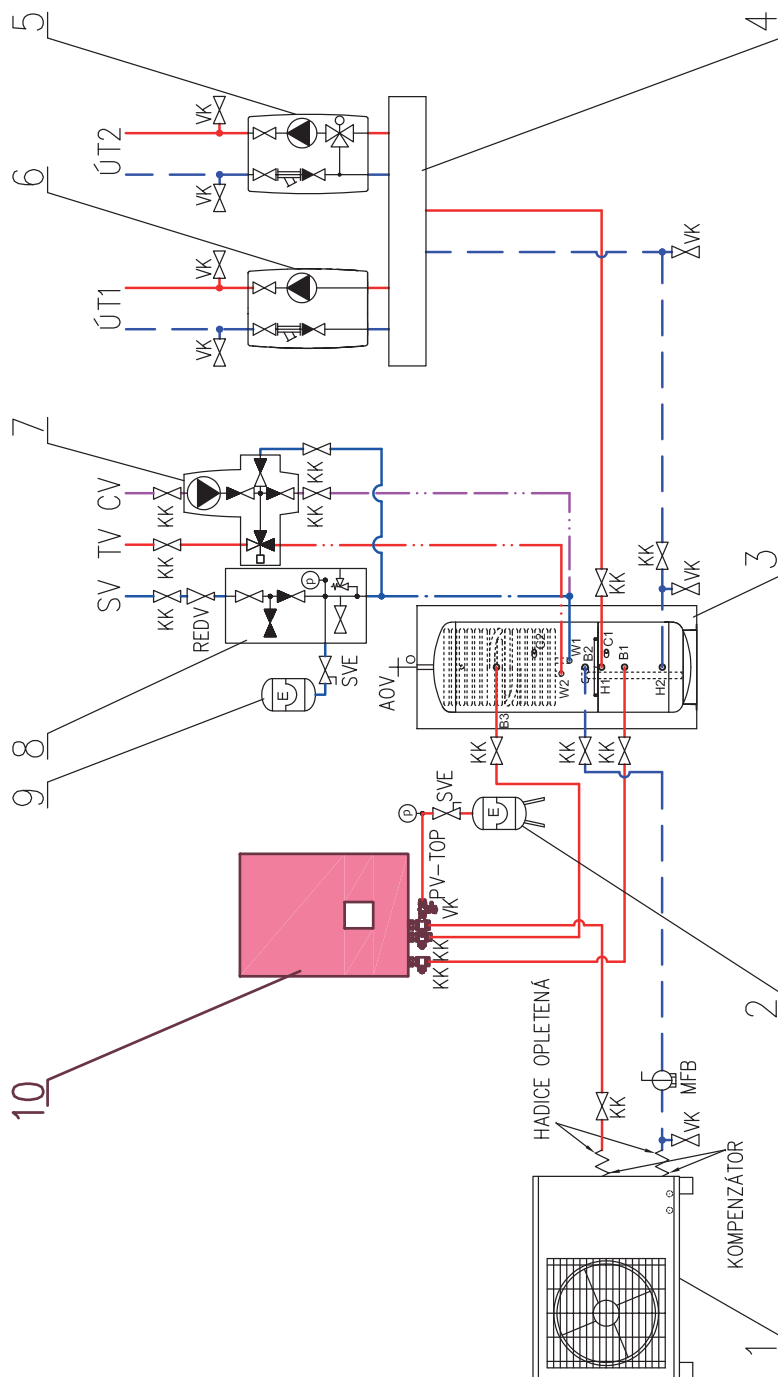 5
ÚT2
VK
VK
4
6
ÚT1
VK
VK
7
CV
TV
SV
KK
KK
KK
REDV
KK
KK
P
8
SVE
E
9
AOV
3
KK
KK
VK
VK
W2
W1
C2
B2
B3
H1
C1
B1
H2
KK
KK
KK
P
SVE
E
PV-TOP
VK
KK
KK
10
2
HADICE OPLETENÁ
KK
MFB
VK
KOMPENZÁTOR
1